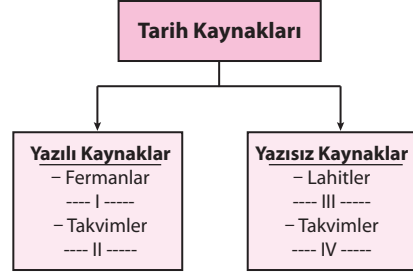 Tarih Kaynakları
Yazılı Kaynaklar
– Fermanlar
---- I -----
– Takvimler
---- II -----
Yazısız Kaynaklar
– Lahitler
---- III -----
– Takvimler
---- IV -----